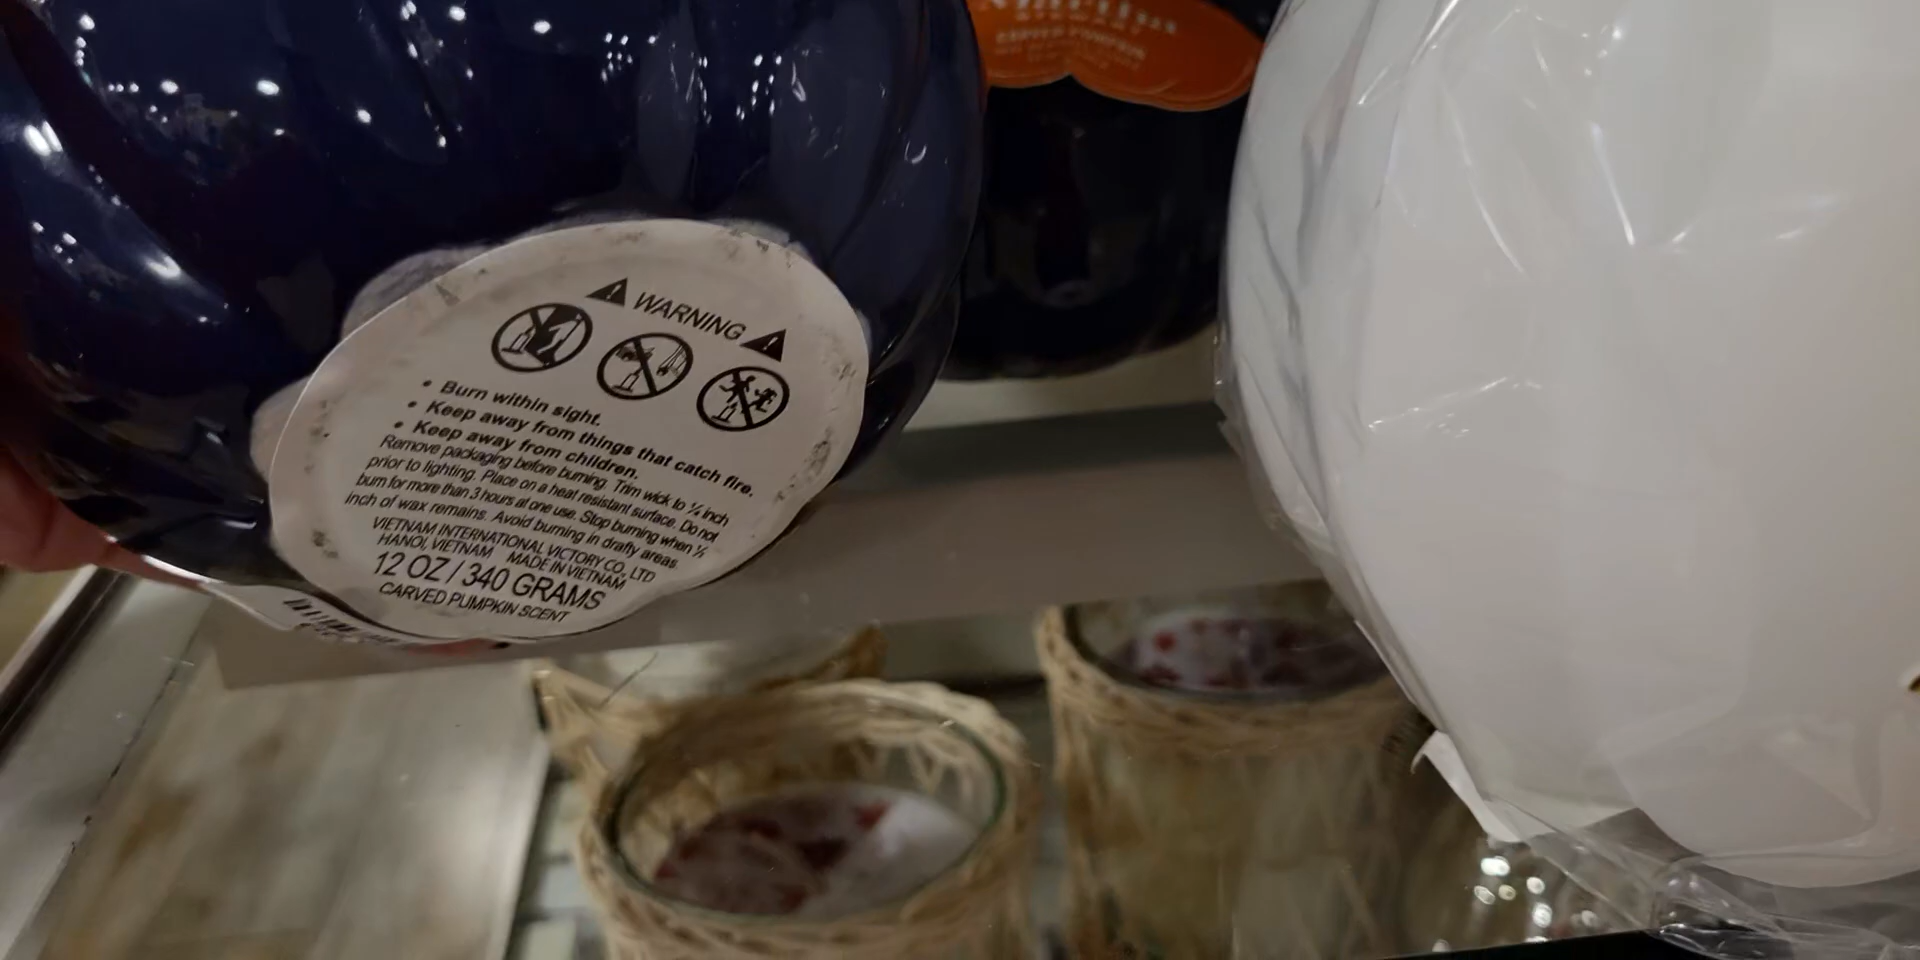 STEWART
CARVED PUMPKIN
WARNING
• Burn within sight.
• Keep away from things that catch fire.
• Keep away from children.
Remove packaging before burning. Trim wick to ¼ inch
prior to lighting. Place on a heat resistant surface. Do not
burn for more than 3 hours at one use. Stop burning when ½
inch of wax remains. Avoid burning in drafty areas.
VIETNAM INTERNATIONAL VICTORY CO., LTD
HANOI, VIETNAM MADE IN VIETNAM
12 OZ / 340 GRAMS
CARVED PUMPKIN SCENT